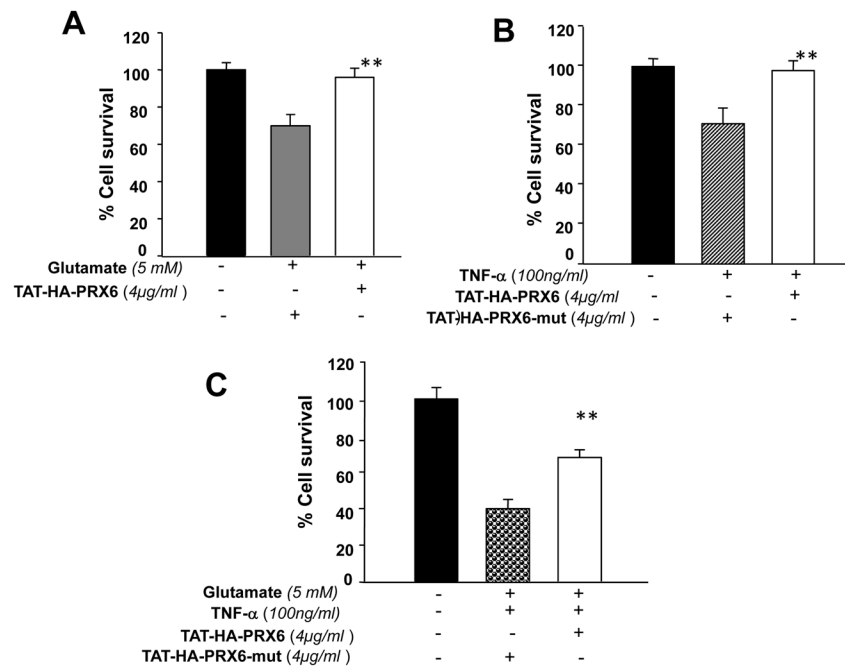 A
% Cell survival
120
100
80
60
40
20
0
**
Glutamate (5 mM) - + +
TAT-HA-PRX6 (4µg/ml ) - - +
- + -
B
% Cell survival
120
100
80
60
40
20
0
**
TNF-α (100ng/ml) - + +
TAT-HA-PRX6 (4µg/ml - - +
TAT)HA-PRX6-mut (4µg/ml ) - + -
C
% Cell survival
120
100
80
60
40
20
0
**
Glutamate (5 mM) - + +
TNF-α (100ng/ml) - + +
TAT-HA-PRX6 (4µg/ml ) - - +
TAT-HA-PRX6-mut (4µg/ml ) - + -